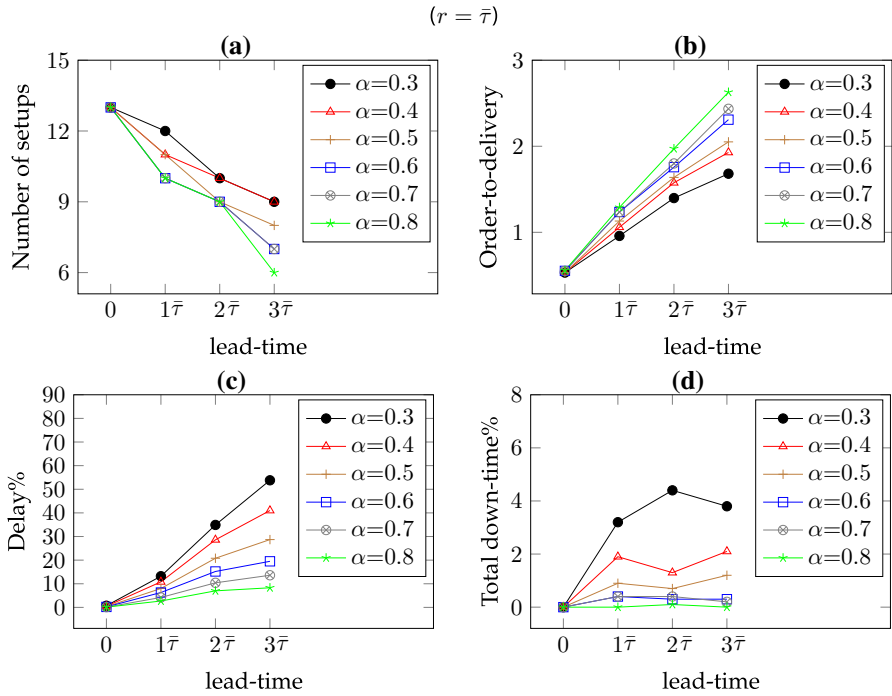 (r = τ̄)
(a)
Number of setups
15
12
9
6
0 1τ̄ 2τ̄ 3τ̄
lead-time
α=0.3
α=0.4
α=0.5
α=0.6
α=0.7
α=0.8
(b)
Order-to-delivery
3
2
1
0 1τ̄ 2τ̄ 3τ̄
lead-time
α=0.3
α=0.4
α=0.5
α=0.6
α=0.7
α=0.8
(c)
Delay%
90
80
70
60
50
40
30
20
10
0
0 1τ̄ 2τ̄ 3τ̄
lead-time
α=0.3
α=0.4
α=0.5
α=0.6
α=0.7
α=0.8
(d)
Total down-time%
8
6
4
2
0
0 1τ̄ 2τ̄ 3τ̄
lead-time
α=0.3
α=0.4
α=0.5
α=0.6
α=0.7
α=0.8